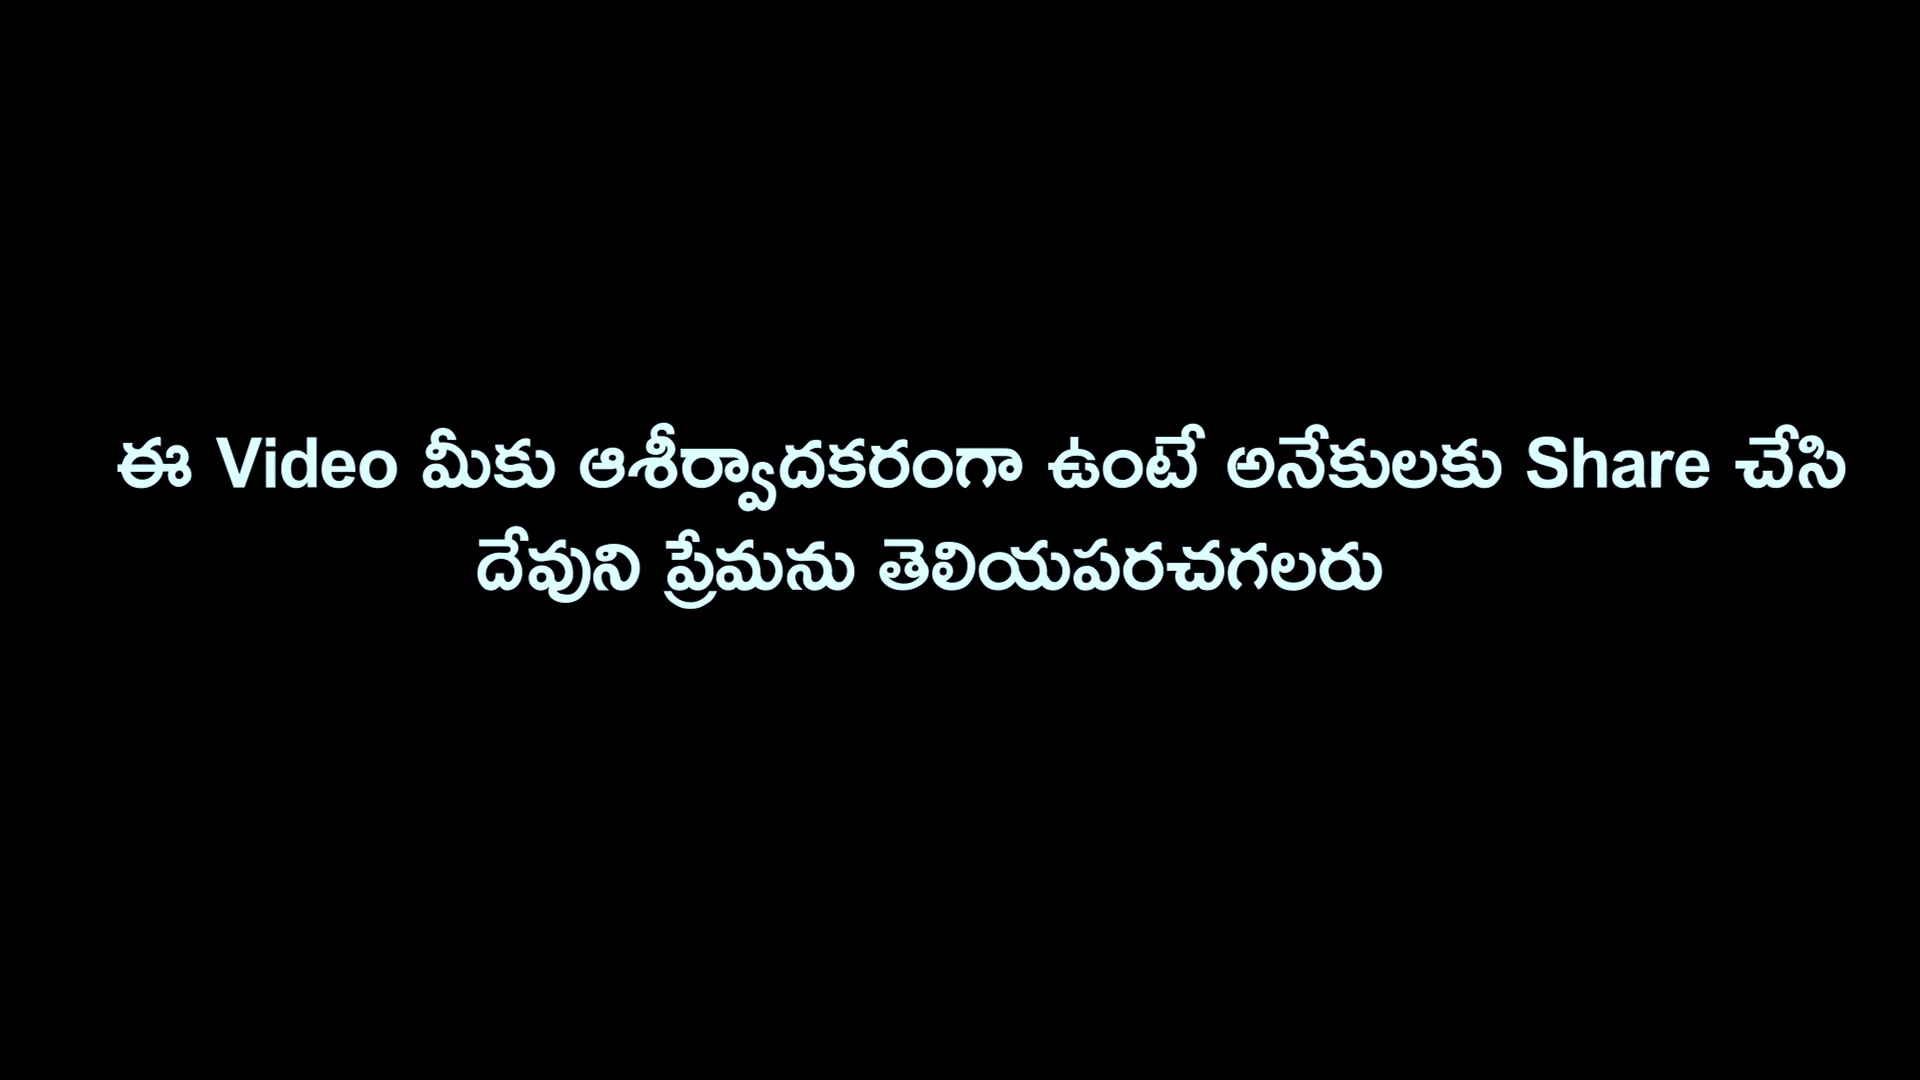 ఈ Video మీకు ఆశీర్వాదకరంగా ఉంటే అనేకులకు Share చేసి
దేవుని ప్రేమను తెలియపరచగలరు